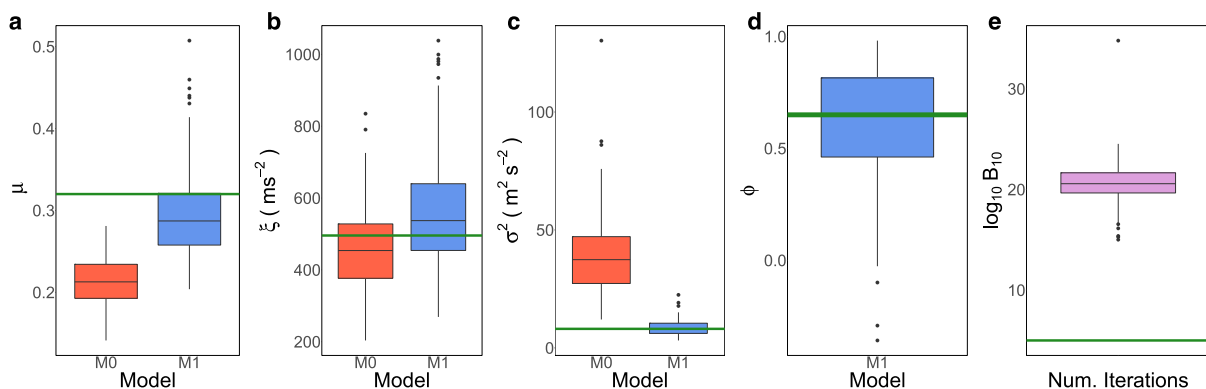 a
0.5
0.4
0.3
0.2
μ
M0 M1
Model
b
1000
800
600
400
200
ξ ( ms⁻² )
M0 M1
Model
c
100
50
0
σ² ( m² s⁻² )
M0 M1
Model
d
1.0
0.5
0.0
ϕ
M1
Model
e
30
20
10
log₁₀ B₁₀
Num. Iterations